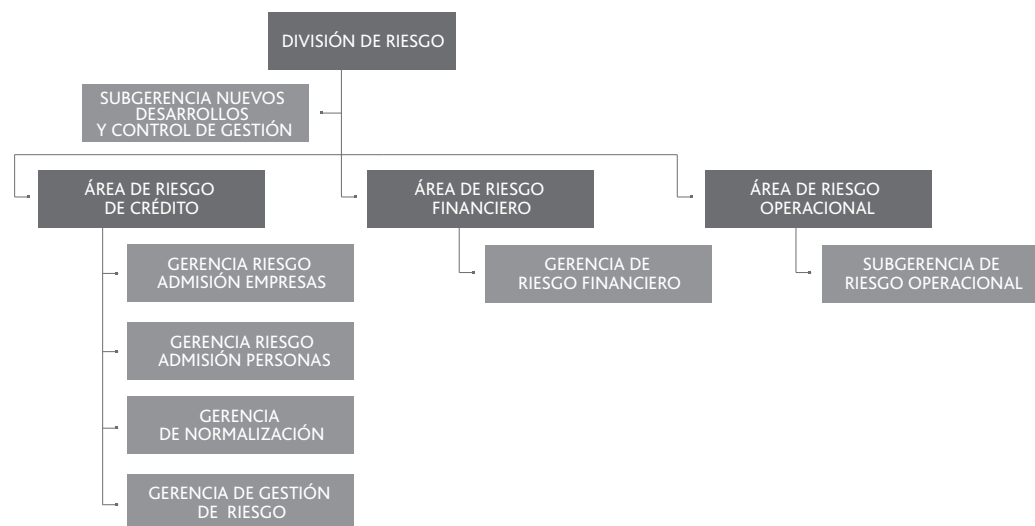 DIVISIÓN DE RIESGO
SUBGERENCIA NUEVOS
DESARROLLOS
Y CONTROL DE GESTIÓN
ÁREA DE RIESGO
DE CRÉDITO
ÁREA DE RIESGO
FINANCIERO
ÁREA DE RIESGO
OPERACIONAL
GERENCIA RIESGO
ADMISIÓN EMPRESAS
GERENCIA DE
RIESGO FINANCIERO
SUBGERENCIA DE
RIESGO OPERACIONAL
GERENCIA RIESGO
ADMISIÓN PERSONAS
GERENCIA
DE NORMALIZACIÓN
GERENCIA DE GESTIÓN
DE RIESGO